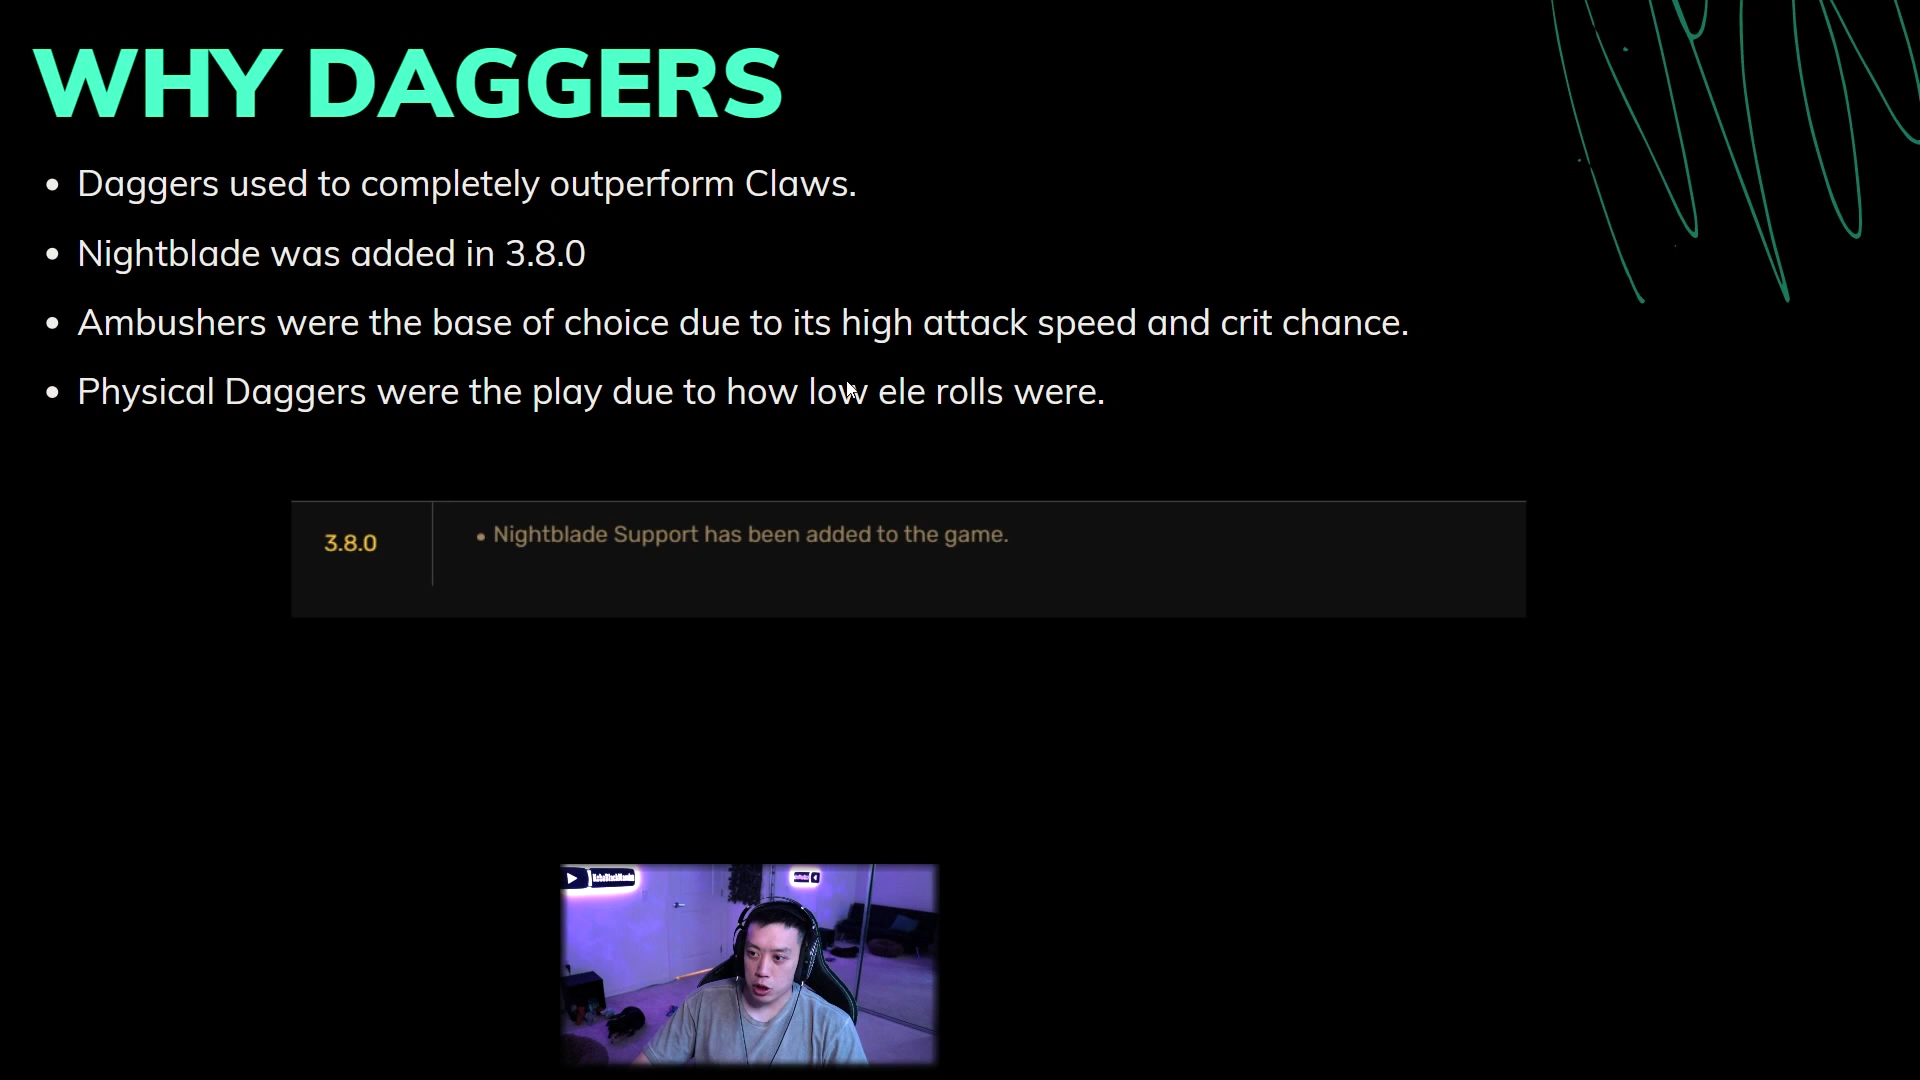 WHY DAGGERS
Daggers used to completely outperform Claws.
Nightblade was added in 3.8.0
Ambushers were the base of choice due to its high attack speed and crit chance.
Physical Daggers were the play due to how low ele rolls were.
3.8.0
Nightblade Support has been added to the game.